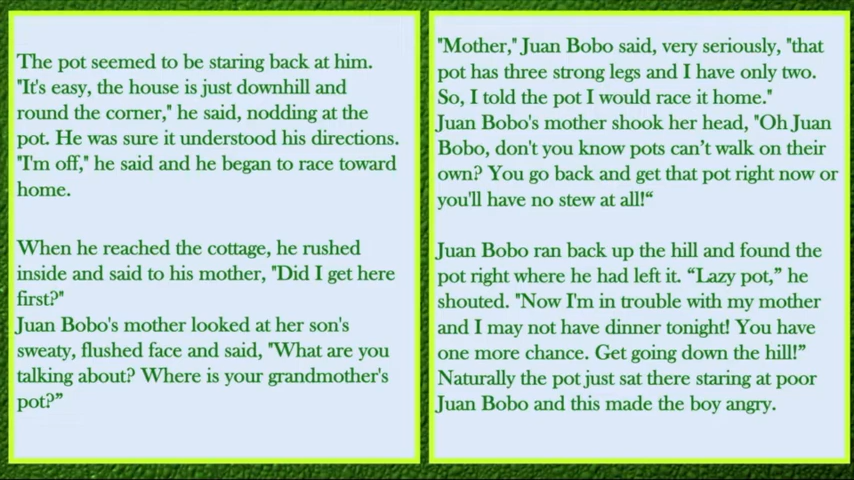 The pot seemed to be staring back at him.
"It's easy, the house is just downhill and
round the corner," he said, nodding at the
pot. He was sure it understood his directions.
"I'm off," he said and he began to race toward
home.
When he reached the cottage, he rushed
inside and said to his mother, "Did I get here
first?"
Juan Bobo's mother looked at her son's
sweaty, flushed face and said, "What are you
talking about? Where is your grandmother's
pot?”
"Mother," Juan Bobo said, very seriously, "that
pot has three strong legs and I have only two.
So, I told the pot I would race it home."
Juan Bobo's mother shook her head, "Oh Juan
Bobo, don't you know pots can’t walk on their
own? You go back and get that pot right now or
you'll have no stew at all!“
Juan Bobo ran back up the hill and found the
pot right where he had left it. “Lazy pot,” he
shouted. "Now I'm in trouble with my mother
and I may not have dinner tonight! You have
one more chance. Get going down the hill!”
Naturally the pot just sat there staring at poor
Juan Bobo and this made the boy angry.